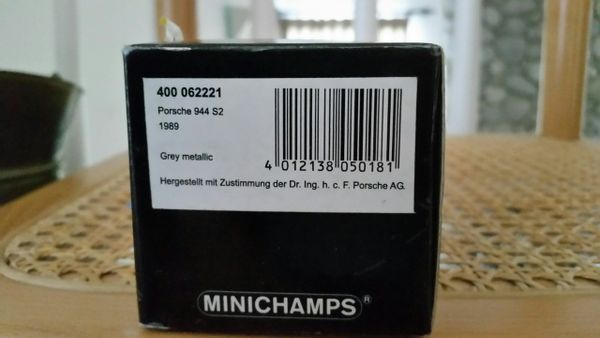 400 062221
Porsche 944 S2
1989
Grey metallic
4 012138 050181
Hergestellt mit Zustimmung der Dr. Ing. h. c. F. Porsche AG.
MINICHAMPS®